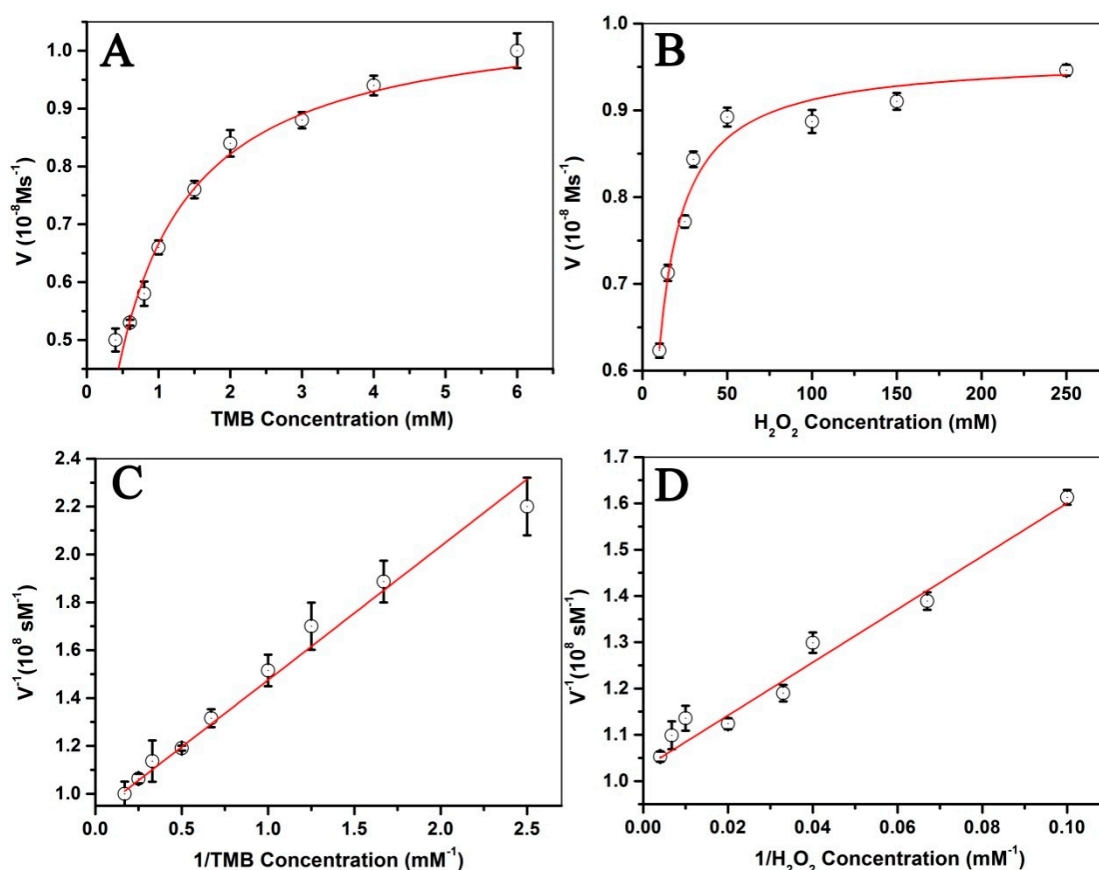 A
V (10⁻⁸Ms⁻¹)
1.0
0.9
0.8
0.7
0.6
0.5
0 1 2 3 4 5 6
TMB Concentration (mM)
B
V (10⁻⁸ Ms⁻¹)
1.0
0.9
0.8
0.7
0.6
0 50 100 150 200 250
H₂O₂ Concentration (mM)
C
V⁻¹(10⁸ sM⁻¹)
2.4
2.2
2.0
1.8
1.6
1.4
1.2
1.0
0.0 0.5 1.0 1.5 2.0 2.5
1/TMB Concentration (mM⁻¹)
D
V⁻¹(10⁸ sM⁻¹)
1.7
1.6
1.5
1.4
1.3
1.2
1.1
1.0
0.00 0.02 0.04 0.06 0.08 0.10
1/H₂O₂ Concentration (mM⁻¹)